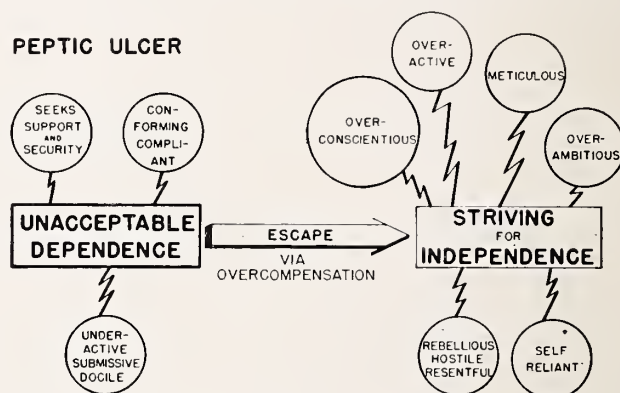 PEPTIC ULCER
SEEKS
SUPPORT
AND
SECURITY
CON-
FORMING
COMPLI-
ANT
OVER-
CONSCIENTIOUS
OVER-
ACTIVE
METICULOUS
OVER-
AMBITIOUS
UNACCEPTABLE
DEPENDENCE
ESCAPE
VIA
OVERCOMPENSATION
STRIVING
FOR
INDEPENDENCE
UNDER-
ACTIVE
SUBMISSIVE
DOCILE
REBELLIOUS
HOSTILE
RESENTFUL
SELF
RELIANT